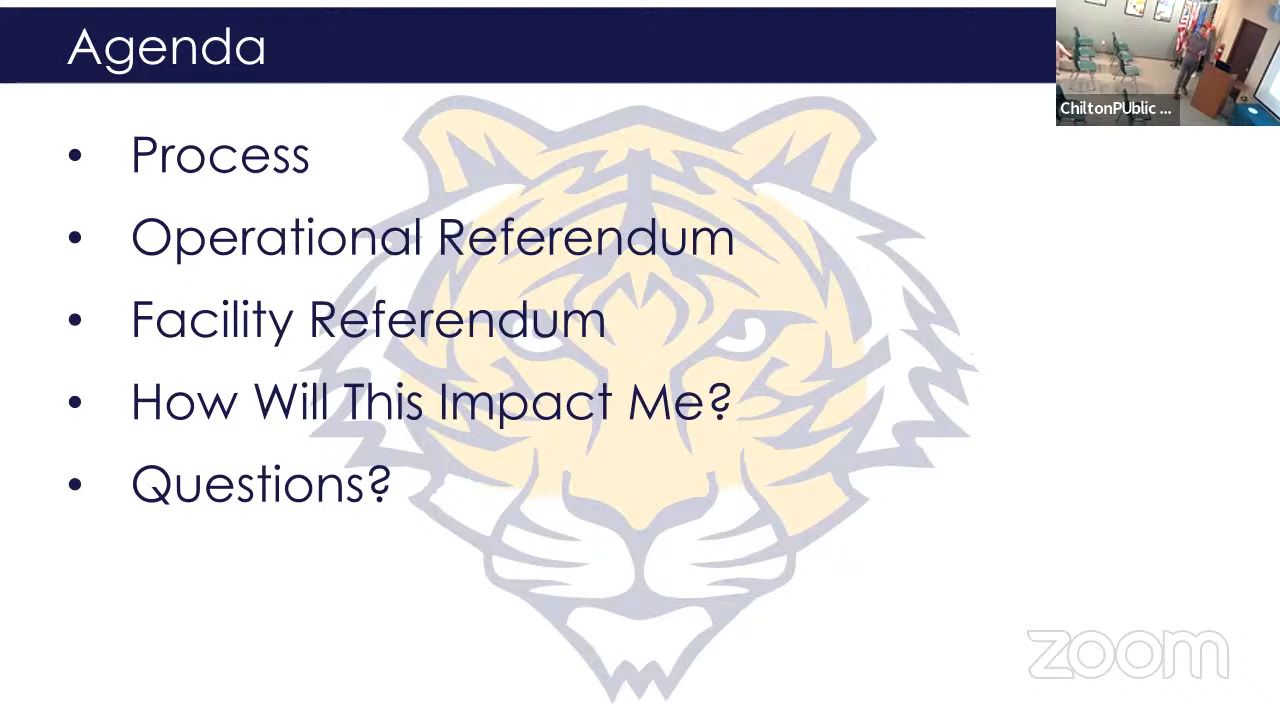 Agenda
ChiltonPUblic ...
• Process
• Operational Referendum
• Facility Referendum
• How Will This Impact Me?
• Questions?
zoom